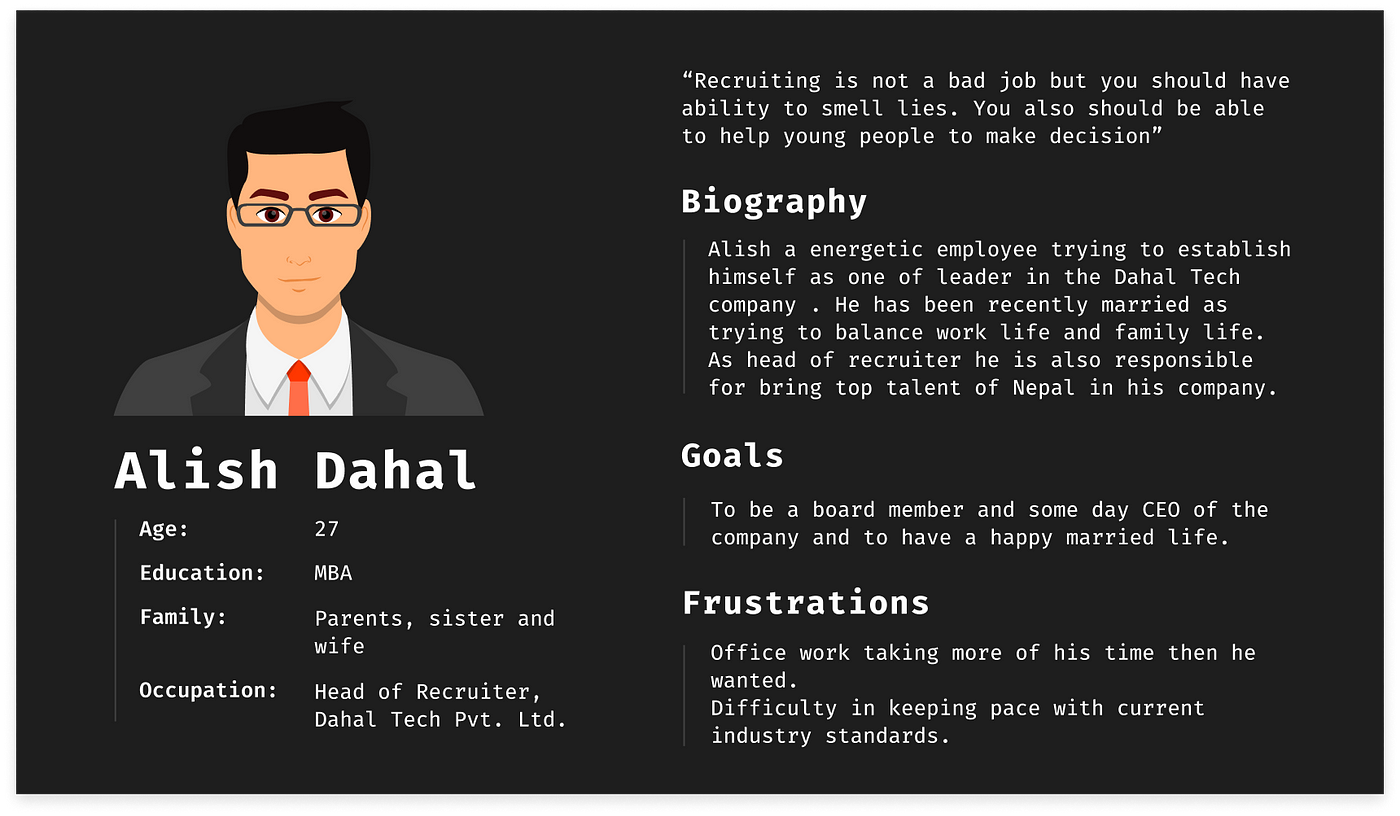 “Recruiting is not a bad job but you should have
ability to smell lies. You also should be able
to help young people to make decision”
Biography
Alish a energetic employee trying to establish
himself as one of leader in the Dahal Tech
company . He has been recently married as
trying to balance work life and family life.
As head of recruiter he is also responsible
for bring top talent of Nepal in his company.
Goals
To be a board member and some day CEO of the
company and to have a happy married life.
Frustrations
Office work taking more of his time then he
wanted.
Difficulty in keeping pace with current
industry standards.
Alish Dahal
Age: 27
Education: MBA
Family: Parents, sister and
wife
Occupation: Head of Recruiter,
Dahal Tech Pvt. Ltd.